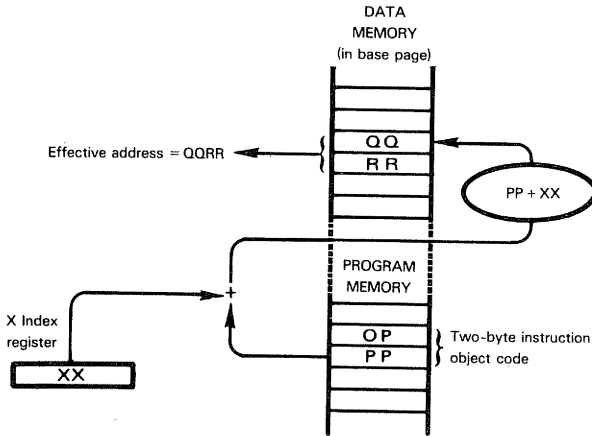 DATA
MEMORY
(in base page)
QQ
Effective address = QQRR
RR
PP + XX
PROGRAM
MEMORY
+
X Index
register
OP
Two-byte instruction
PP
object code
XX